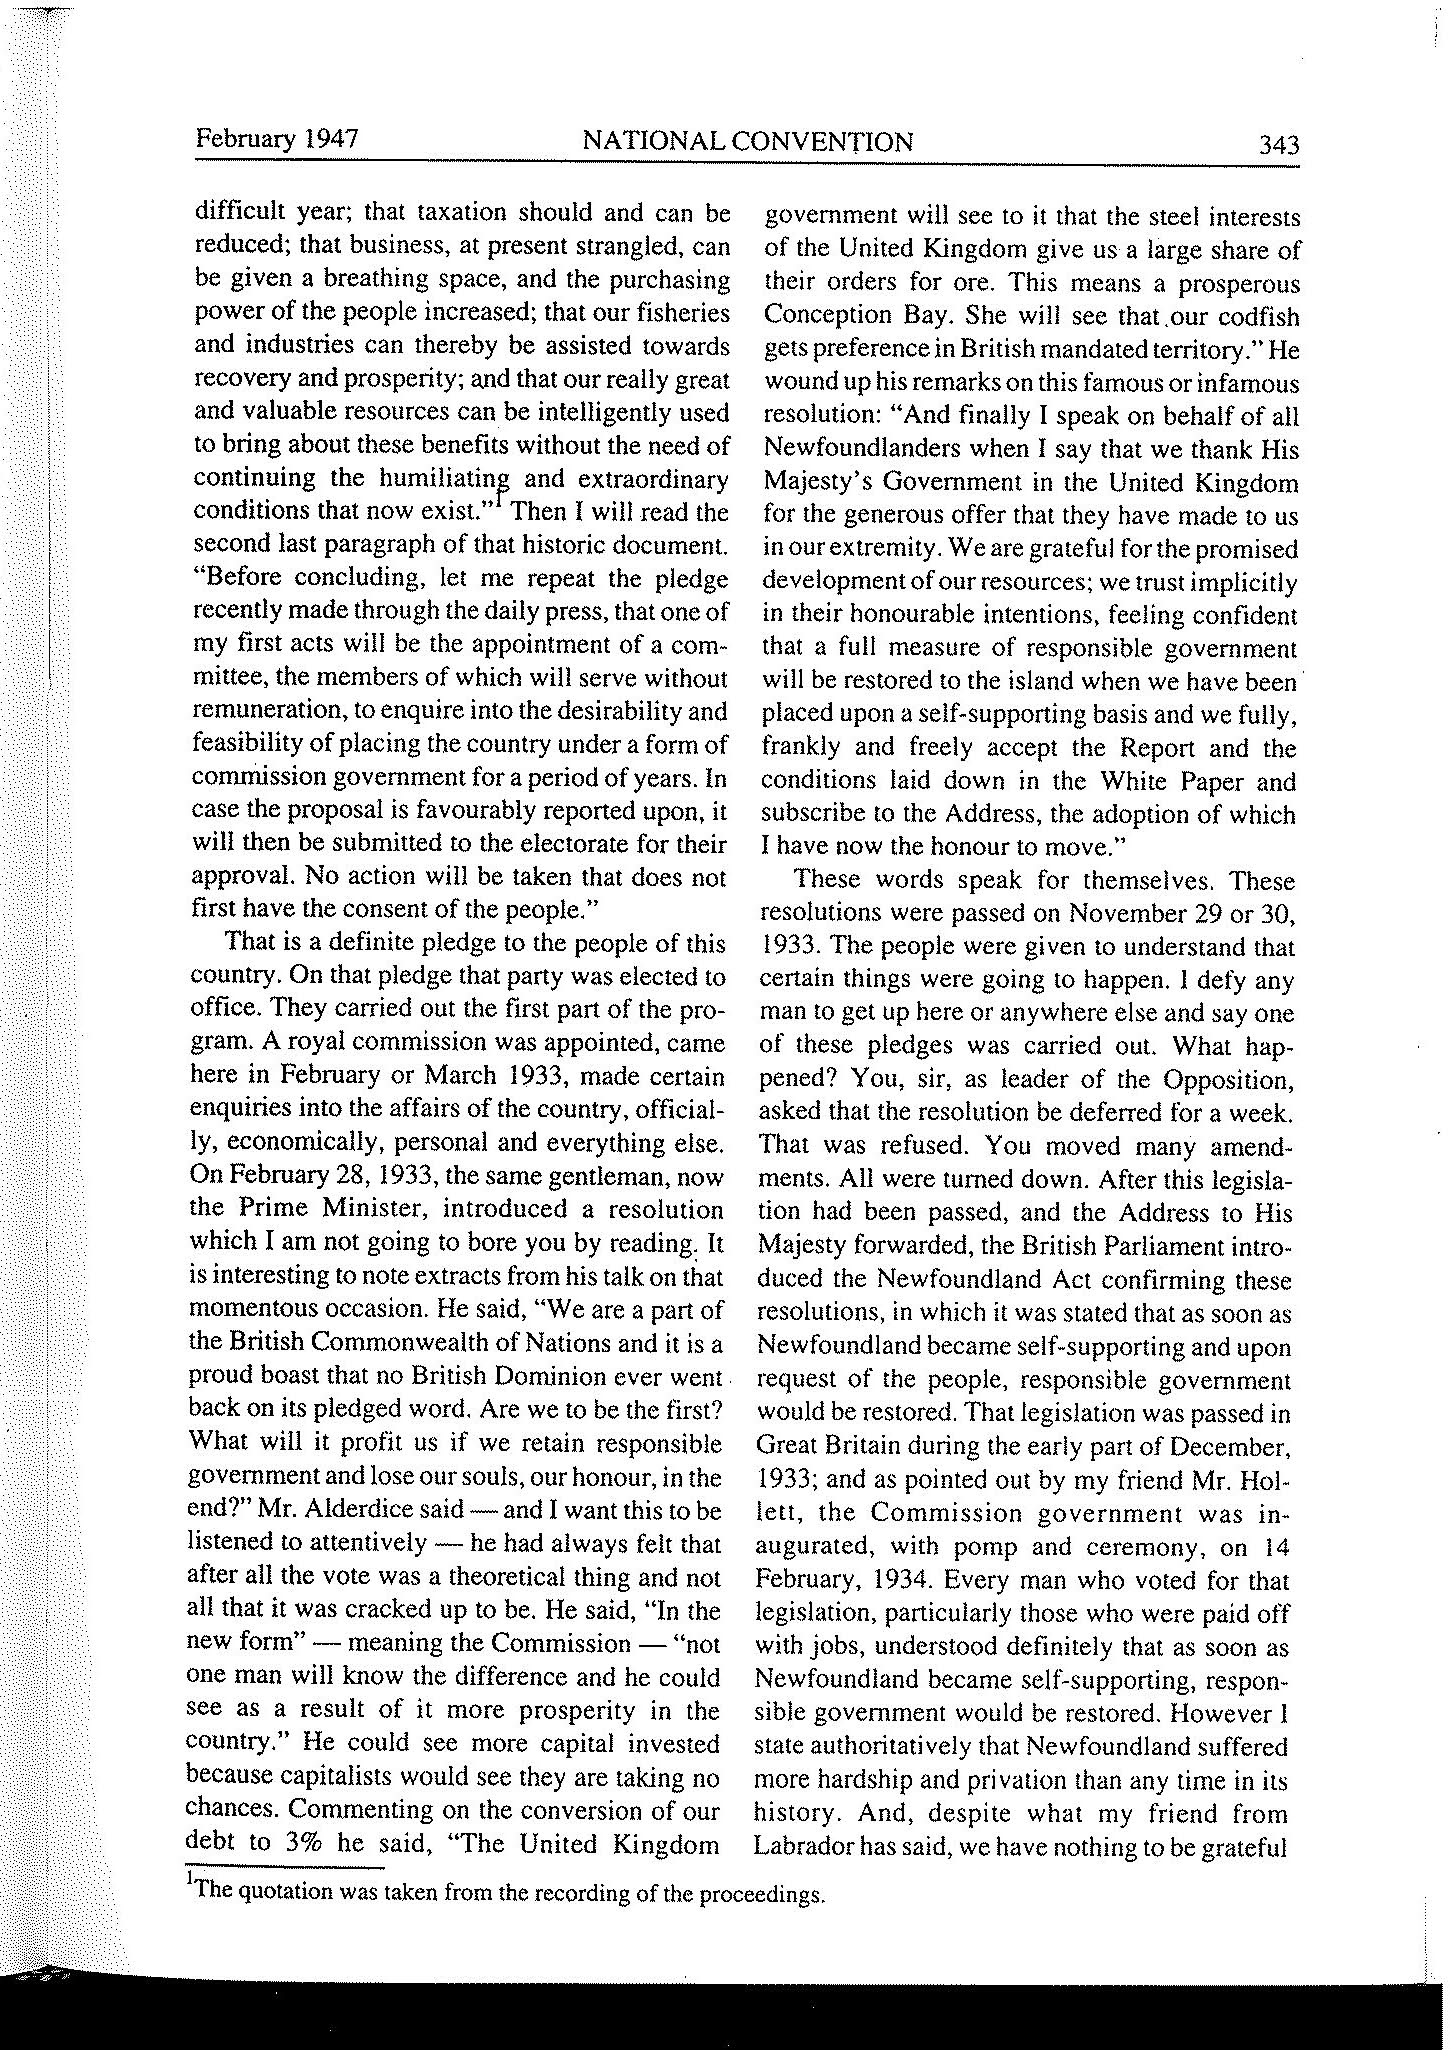 February 1947
NATIONAL CONVENTION
343
difficult year; that taxation should and can be
reduced; that business, at present strangled, can
be given a breathing space, and the purchasing
power of the people increased; that our fisheries
and industries can thereby be assisted towards
recovery and prosperity; and that our really great
and valuable resources can be intelligently used
to bring about these benefits without the need of
continuing the humiliating and extraordinary
conditions that now exist."¹ Then I will read the
second last paragraph of that historic document.
"Before concluding, let me repeat the pledge
recently made through the daily press, that one of
my first acts will be the appointment of a com-
mittee, the members of which will serve without
remuneration, to enquire into the desirability and
feasibility of placing the country under a form of
commission government for a period of years. In
case the proposal is favourably reported upon, it
will then be submitted to the electorate for their
approval. No action will be taken that does not
first have the consent of the people."
That is a definite pledge to the people of this
country. On that pledge that party was elected to
office. They carried out the first part of the pro-
gram. A royal commission was appointed, came
here in February or March 1933, made certain
enquiries into the affairs of the country, official-
ly, economically, personal and everything else.
On February 28, 1933, the same gentleman, now
the Prime Minister, introduced a resolution
which I am not going to bore you by reading. It
is interesting to note extracts from his talk on that
momentous occasion. He said, "We are a part of
the British Commonwealth of Nations and it is a
proud boast that no British Dominion ever went
back on its pledged word. Are we to be the first?
What will it profit us if we retain responsible
government and lose our souls, our honour, in the
end?" Mr. Alderdice said — and I want this to be
listened to attentively — he had always felt that
after all the vote was a theoretical thing and not
all that it was cracked up to be. He said, "In the
new form" — meaning the Commission — "not
one man will know the difference and he could
see as a result of it more prosperity in the
country." He could see more capital invested
because capitalists would see they are taking no
chances. Commenting on the conversion of our
debt to 3% he said, "The United Kingdom
government will see to it that the steel interests
of the United Kingdom give us a large share of
their orders for ore. This means a prosperous
Conception Bay. She will see that our codfish
gets preference in British mandated territory." He
wound up his remarks on this famous or infamous
resolution: "And finally I speak on behalf of all
Newfoundlanders when I say that we thank His
Majesty's Government in the United Kingdom
for the generous offer that they have made to us
in our extremity. We are grateful for the promised
development of our resources; we trust implicitly
in their honourable intentions, feeling confident
that a full measure of responsible government
will be restored to the island when we have been
placed upon a self-supporting basis and we fully,
frankly and freely accept the Report and the
conditions laid down in the White Paper and
subscribe to the Address, the adoption of which
I have now the honour to move."
These words speak for themselves. These
resolutions were passed on November 29 or 30,
1933. The people were given to understand that
certain things were going to happen. I defy any
man to get up here or anywhere else and say one
of these pledges was carried out. What hap-
pened? You, sir, as leader of the Opposition,
asked that the resolution be deferred for a week.
That was refused. You moved many amend-
ments. All were turned down. After this legisla-
tion had been passed, and the Address to His
Majesty forwarded, the British Parliament intro-
duced the Newfoundland Act confirming these
resolutions, in which it was stated that as soon as
Newfoundland became self-supporting and upon
request of the people, responsible government
would be restored. That legislation was passed in
Great Britain during the early part of December,
1933; and as pointed out by my friend Mr. Hol-
lett, the Commission government was in-
augurated, with pomp and ceremony, on 14
February, 1934. Every man who voted for that
legislation, particularly those who were paid off
with jobs, understood definitely that as soon as
Newfoundland became self-supporting, respon-
sible government would be restored. However I
state authoritatively that Newfoundland suffered
more hardship and privation than any time in its
history. And, despite what my friend from
Labrador has said, we have nothing to be grateful
¹The quotation was taken from the recording of the proceedings.